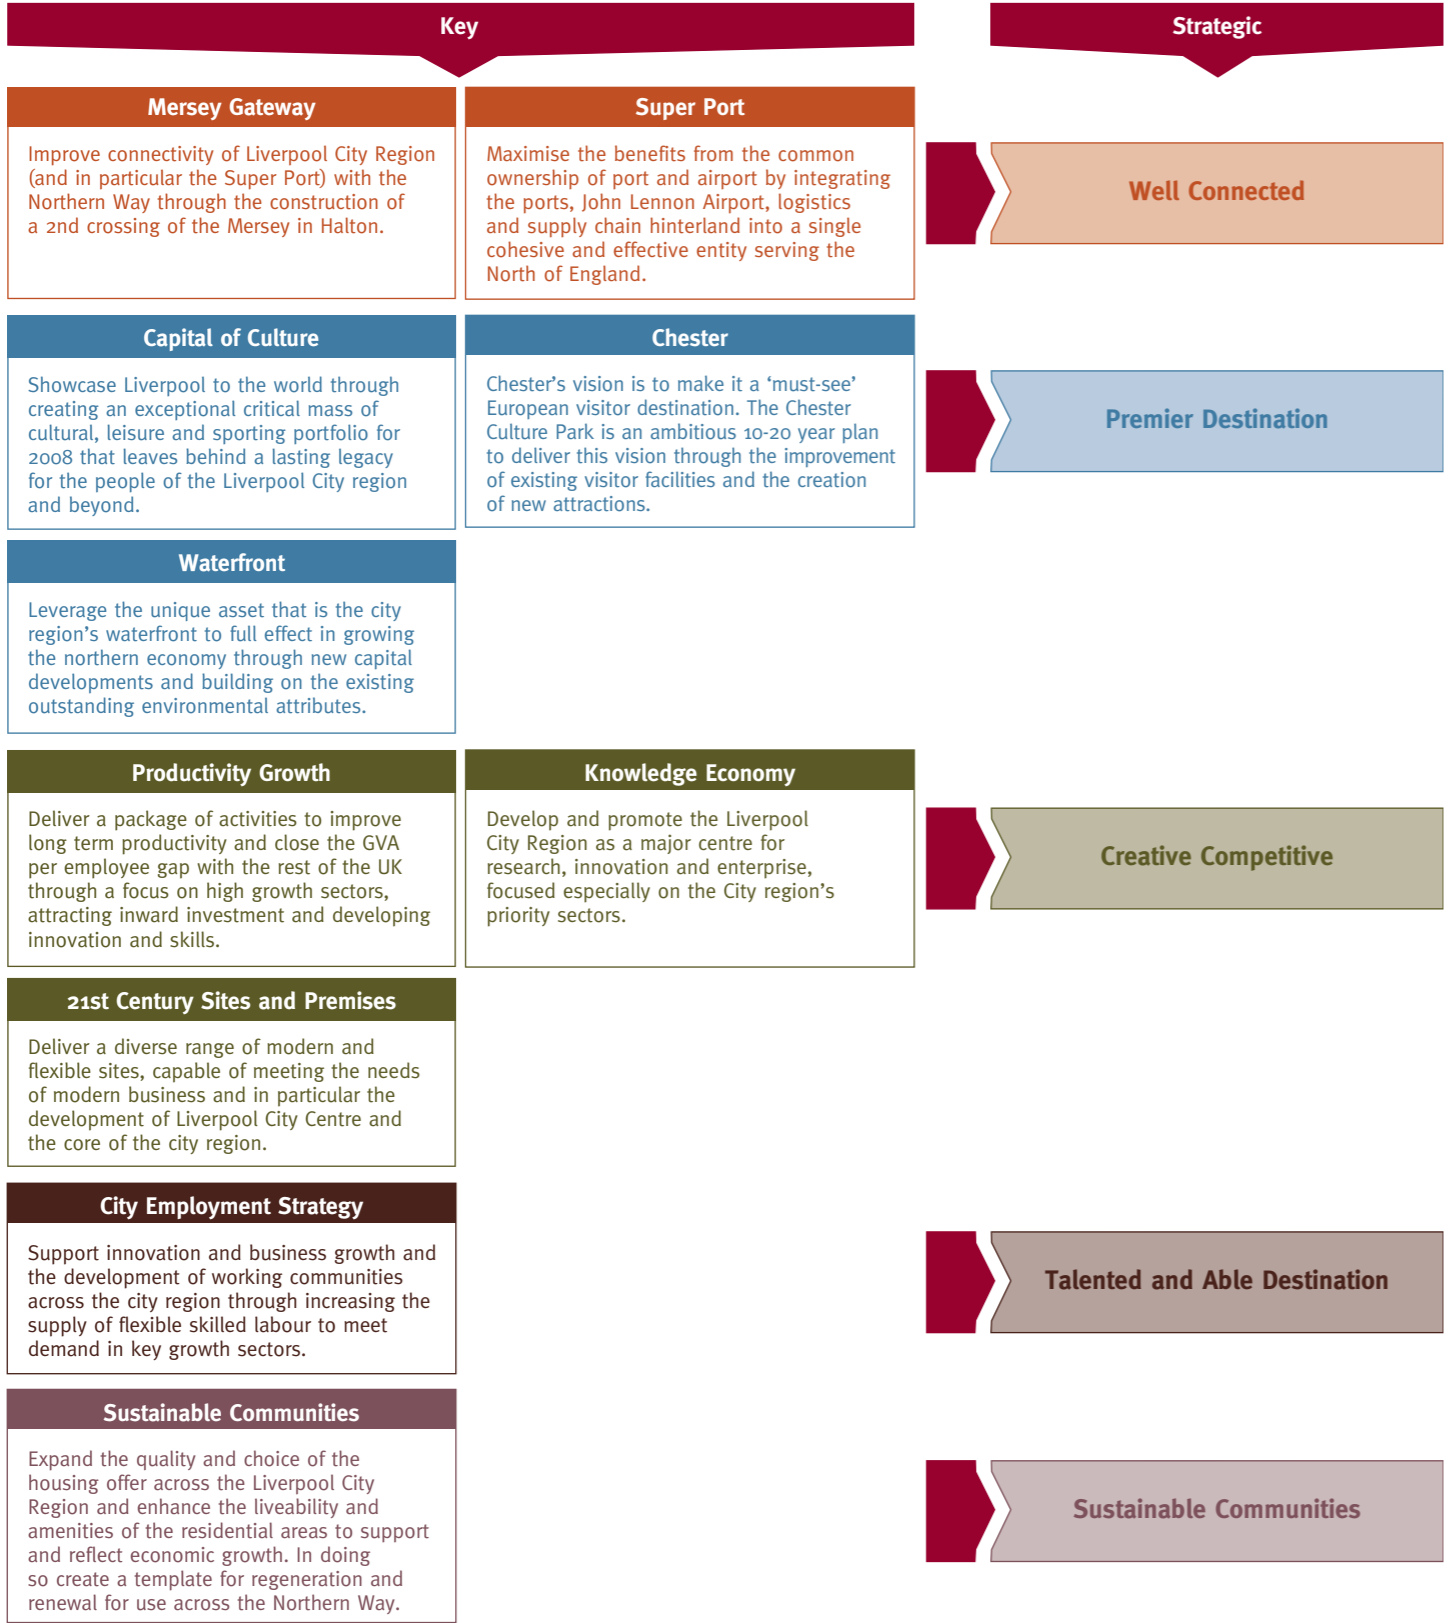 Key
Strategic
Mersey Gateway
Improve connectivity of Liverpool City Region
(and in particular the Super Port) with the
Northern Way through the construction of
a 2nd crossing of the Mersey in Halton.
Super Port
Maximise the benefits from the common
ownership of port and airport by integrating
the ports, John Lennon Airport, logistics
and supply chain hinterland into a single
cohesive and effective entity serving the
North of England.
Well Connected
Capital of Culture
Showcase Liverpool to the world through
creating an exceptional critical mass of
cultural, leisure and sporting portfolio for
2008 that leaves behind a lasting legacy
for the people of the Liverpool City region
and beyond.
Chester
Chester’s vision is to make it a ‘must-see’
European visitor destination. The Chester
Culture Park is an ambitious 10-20 year plan
to deliver this vision through the improvement
of existing visitor facilities and the creation
of new attractions.
Premier Destination
Waterfront
Leverage the unique asset that is the city
region’s waterfront to full effect in growing
the northern economy through new capital
developments and building on the existing
outstanding environmental attributes.
Productivity Growth
Deliver a package of activities to improve
long term productivity and close the GVA
per employee gap with the rest of the UK
through a focus on high growth sectors,
attracting inward investment and developing
innovation and skills.
Knowledge Economy
Develop and promote the Liverpool
City Region as a major centre for
research, innovation and enterprise,
focused especially on the City region’s
priority sectors.
Creative Competitive
21st Century Sites and Premises
Deliver a diverse range of modern and
flexible sites, capable of meeting the needs
of modern business and in particular the
development of Liverpool City Centre and
the core of the city region.
City Employment Strategy
Support innovation and business growth and
the development of working communities
across the city region through increasing the
supply of flexible skilled labour to meet
demand in key growth sectors.
Talented and Able Destination
Sustainable Communities
Expand the quality and choice of the
housing offer across the Liverpool City
Region and enhance the liveability and
amenities of the residential areas to support
and reflect economic growth. In doing
so create a template for regeneration and
renewal for use across the Northern Way.
Sustainable Communities